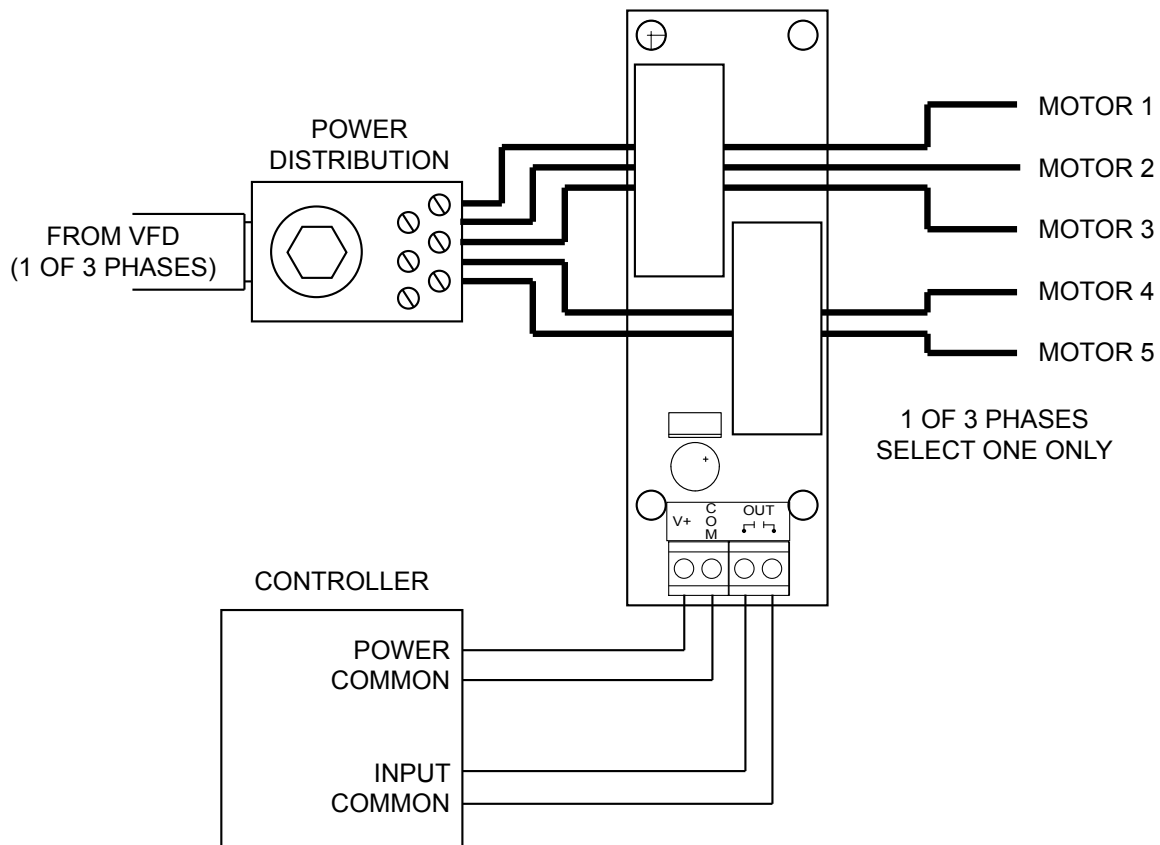 POWER
DISTRIBUTION
FROM VFD
(1 OF 3 PHASES)
MOTOR 1
MOTOR 2
MOTOR 3
MOTOR 4
MOTOR 5
1 OF 3 PHASES
SELECT ONE ONLY
+
V+
COM
OUT
CONTROLLER
POWER
COMMON
INPUT
COMMON